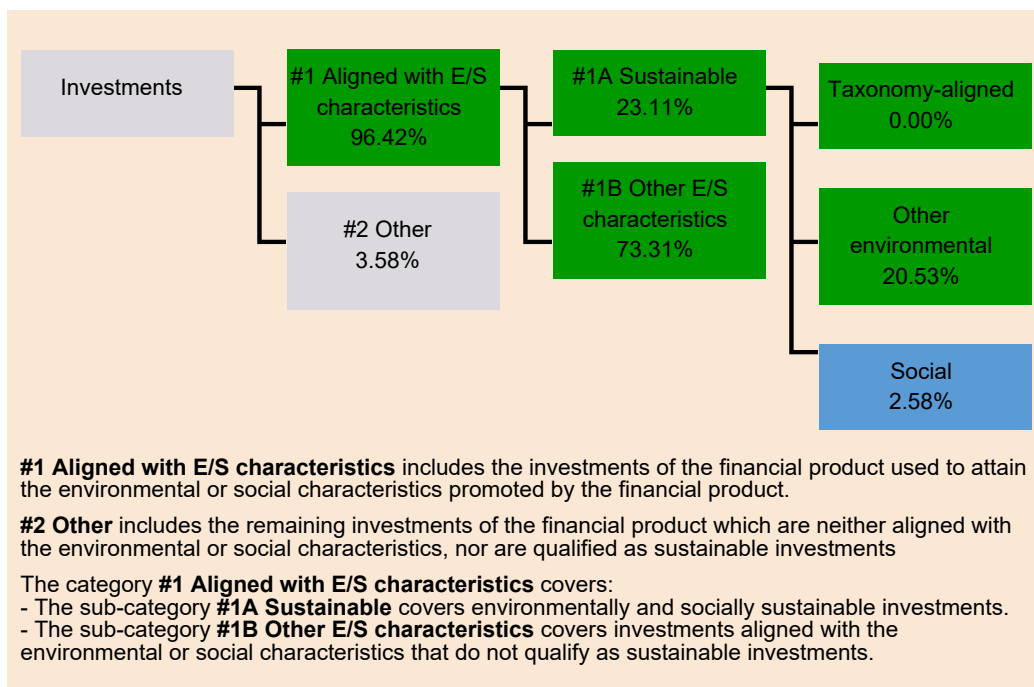 Investments
#1 Aligned with E/S
characteristics
96.42%
#2 Other
3.58%
#1A Sustainable
23.11%
#1B Other E/S
characteristics
73.31%
Taxonomy-aligned
0.00%
Other
environmental
20.53%
Social
2.58%
#1 Aligned with E/S characteristics includes the investments of the financial product used to attain
the environmental or social characteristics promoted by the financial product.
#2 Other includes the remaining investments of the financial product which are neither aligned with
the environmental or social characteristics, nor are qualified as sustainable investments
The category #1 Aligned with E/S characteristics covers:
- The sub-category #1A Sustainable covers environmentally and socially sustainable investments.
- The sub-category #1B Other E/S characteristics covers investments aligned with the
environmental or social characteristics that do not qualify as sustainable investments.